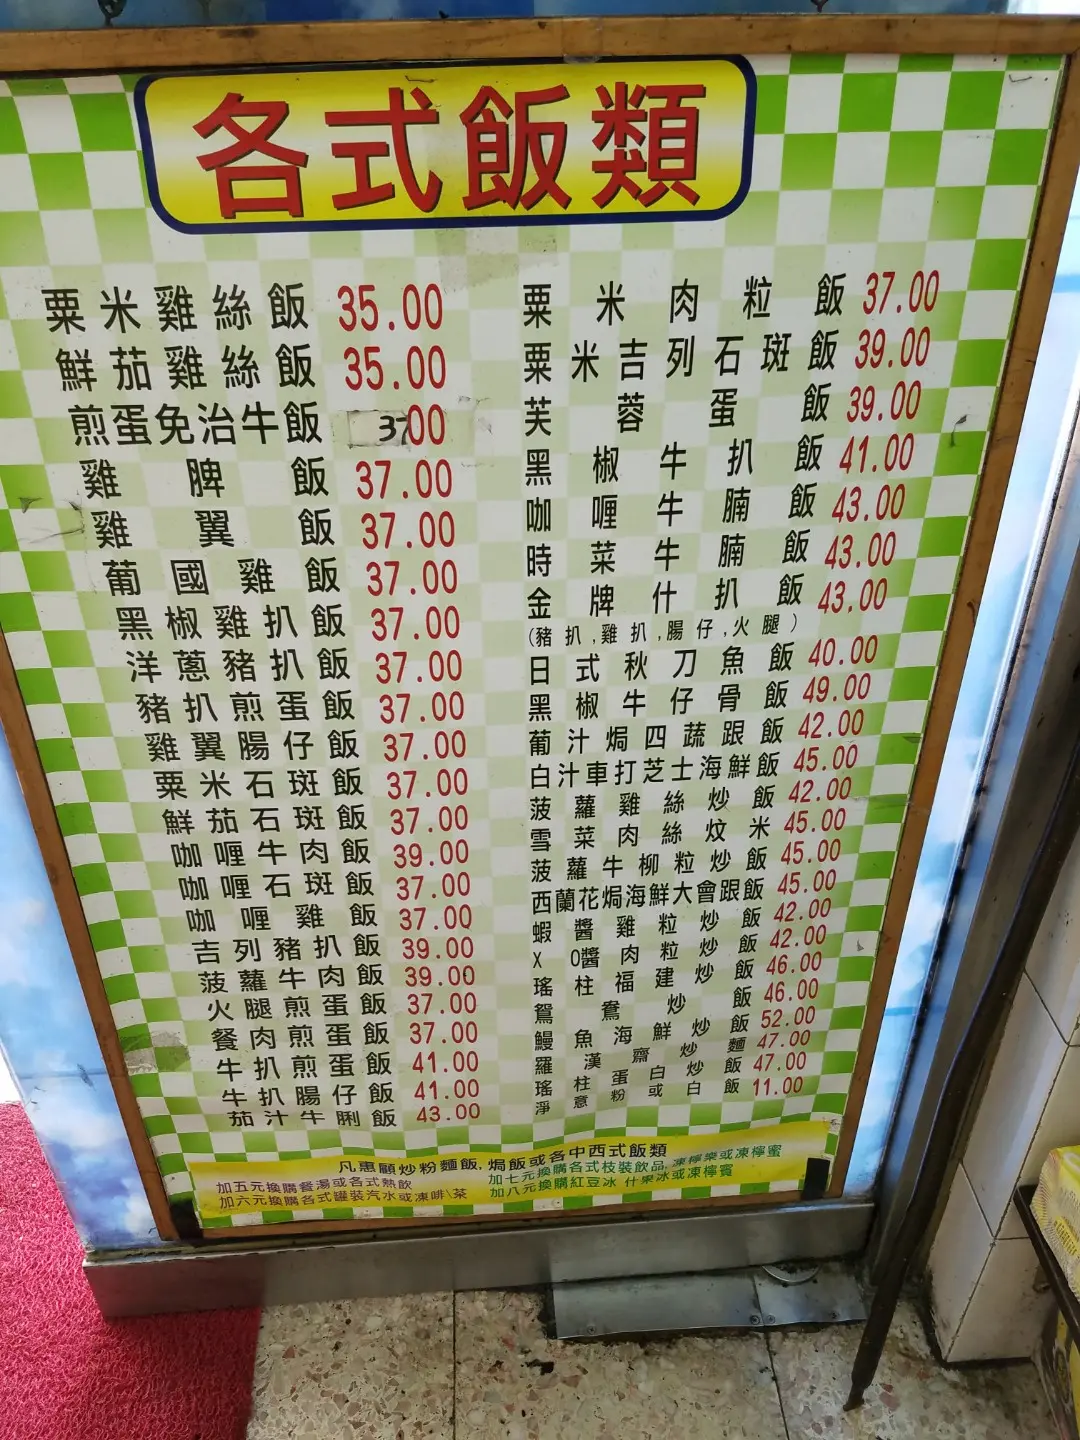 各式飯類
粟米雞絲飯 35.00
鮮茄雞絲飯 35.00
煎蛋免治牛飯 37.00
雞脾飯 37.00
雞翼飯 37.00
葡國雞飯 37.00
黑椒雞扒飯 37.00
洋蔥豬扒飯 37.00
豬扒煎蛋飯 37.00
雞翼腸仔飯 37.00
粟米石斑飯 37.00
鮮茄石斑飯 37.00
咖喱牛肉飯 39.00
咖喱石斑飯 37.00
咖喱雞飯 37.00
吉列豬扒飯 39.00
菠蘿牛肉飯 39.00
火腿煎蛋飯 37.00
餐肉煎蛋飯 37.00
牛扒煎蛋飯 41.00
牛扒腸仔飯 41.00
茄汁牛脷飯 43.00
粟米肉粒飯 37.00
粟米吉列石斑飯 39.00
芙蓉蛋飯 39.00
黑椒牛扒飯 41.00
咖喱牛腩飯 43.00
時菜牛腩飯 43.00
金牌什扒飯 43.00
(豬扒,雞扒,腸仔,火腿)
日式秋刀魚飯 40.00
黑椒牛仔骨飯 49.00
葡汁焗四蔬跟飯 42.00
白汁車打芝士海鮮飯 45.00
菠蘿雞絲炒飯 42.00
雪菜肉絲炆米 45.00
菠蘿牛柳粒炒飯 45.00
西蘭花焗海鮮大會跟飯 45.00
蝦醬雞粒炒飯 42.00
XO醬肉粒炒飯 42.00
瑤柱福建炒飯 46.00
鴛鴦炒飯 46.00
鰻魚海鮮炒飯 52.00
羅漢齋炒麵 47.00
瑤柱蛋白炒飯 47.00
淨意粉或白飯 11.00
凡惠顧炒粉麵飯,焗飯或各中西式飯類
加五元換購餐湯或各式熱飲
加六元換購各式罐裝汽水或凍啡\茶
加七元換購各式枝裝飲品,凍檸樂或凍檸蜜
加八元換購紅豆冰 什果冰或凍檸賓